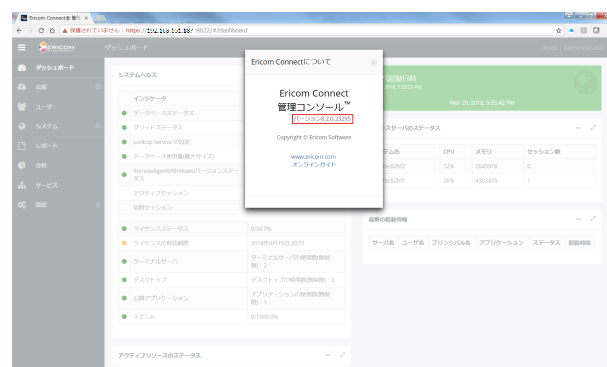 Ericom Connect管 理コ
保護されていません
https://
:8022/#/dashboard
ERICOM
ダッシュボード
Root | Administrator
ダッシュボード
ユーザ
システム
レポート
分析
サービス
設定
システムヘルス
インジケータ
データベースステータス
グリッドステータス
Lookup Service の設定
データベース使用量(最大サイズ)
RemoteAgent(Windows)バージョンステータス
アクティブセッション
切断セッション
ライセンスステータス 0/50 0%
ライセンスの有効期限 2018年4月15日 20:51
ターミナルサーバ ターミナルサーバの使用数(無制限) : 2
デスクトップ デスクトップの使用数(無制限) : 0
公開アプリケーション アプリケーションの使用数(無制限) : 1
テナント 0/1000 0%
アクティブリソースのステータス
Ericom Connectについて
Ericom Connect
管理コンソール™
バージョン8.2.0.23295
Copyright © Ericom Software
www.ericom.com
オンラインガイド
起動日時
2018, 7:51:55 PM
Mar 20, 2018, 5:55:42 PM
スサーバのステータス
テム名 CPU メモリ セッション数
12% 2645918 0
26% 4303475 1
最新の起動情報
サーバ名 ユーザ名 プリンシパル名 アプリケーション ステータス 起動時間